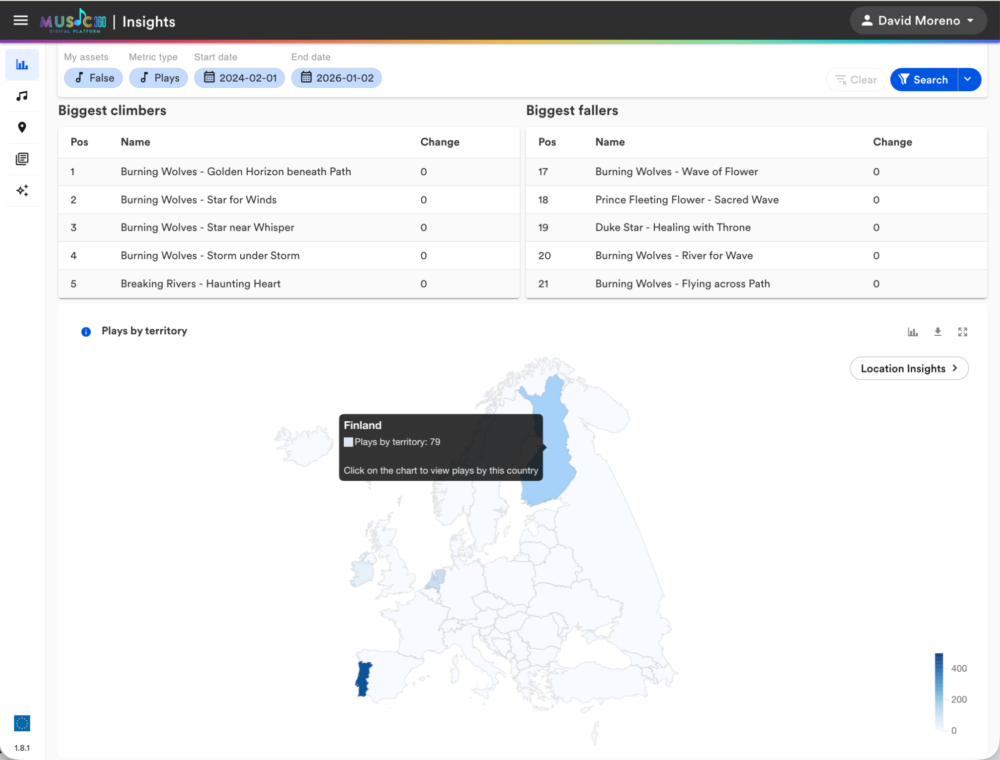 MUSIC360
DIGITAL PLATFORM
| Insights
David Moreno
My assets
Metric type
Start date
End date
False
Plays
2024-02-01
2026-01-02
Clear
Search
Biggest climbers
Pos Name Change
1 Burning Wolves - Golden Horizon beneath Path 0
2 Burning Wolves - Star for Winds 0
3 Burning Wolves - Star near Whisper 0
4 Burning Wolves - Storm under Storm 0
5 Breaking Rivers - Haunting Heart 0
Biggest fallers
Pos Name Change
17 Burning Wolves - Wave of Flower 0
18 Prince Fleeting Flower - Sacred Wave 0
19 Duke Star - Healing with Throne 0
20 Burning Wolves - River for Wave 0
21 Burning Wolves - Flying across Path 0
Plays by territory
Location Insights
Finland
Plays by territory: 79
Click on the chart to view plays by this country
400
200
0
1.8.1